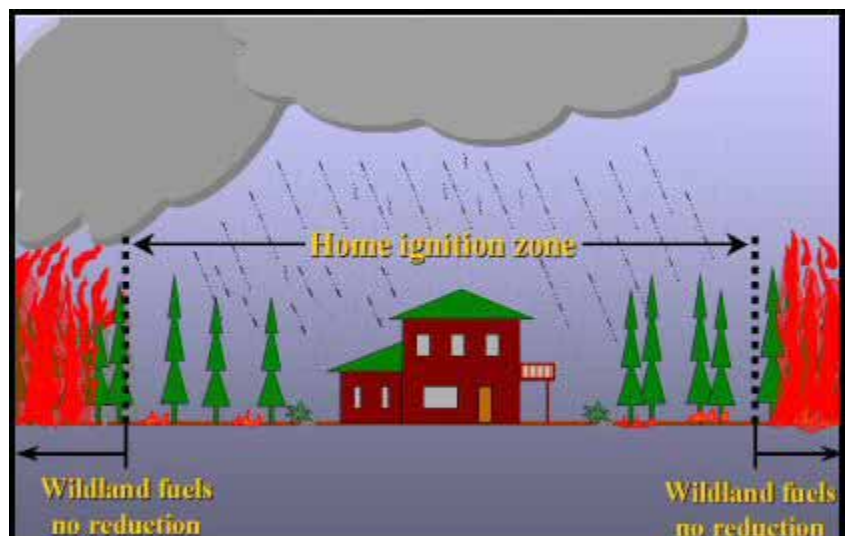 Home ignition zone
Wildland fuels
no reduction
Wildland fuels
no reduction